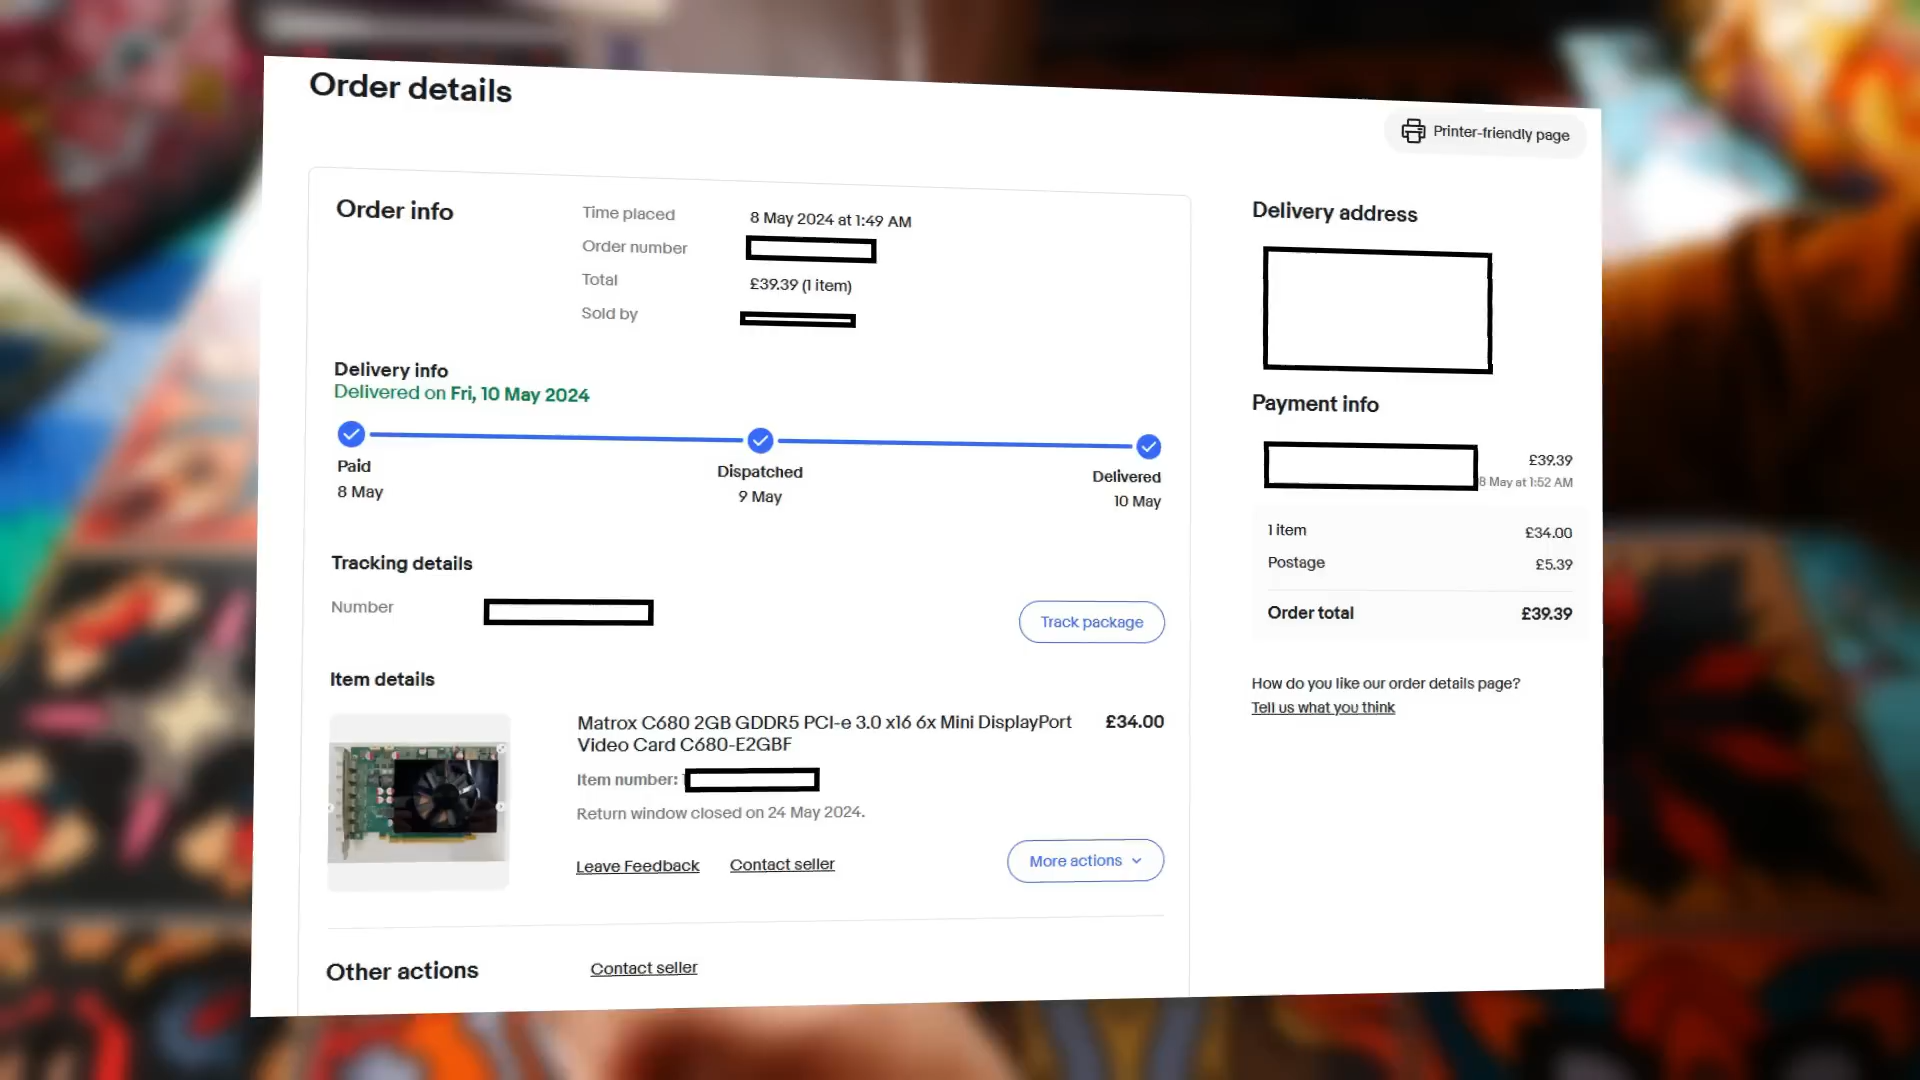 Order details
Printer-friendly page
Order info
Time placed
8 May 2024 at 1:49 AM
Order number
Total
£39.39 (1 item)
Sold by
Delivery info
Delivered on Fri, 10 May 2024
Paid
8 May
Dispatched
9 May
Delivered
10 May
Tracking details
Number
Track package
Item details
Matrox C680 2GB GDDR5 PCI-e 3.0 x16 6x Mini DisplayPort
Video Card C680-E2GBF
£34.00
Item number:
Return window closed on 24 May 2024.
Leave Feedback
Contact seller
More actions
Other actions
Contact seller
Delivery address
Payment info
£39.39
8 May at 1:52 AM
1 item
£34.00
Postage
£5.39
Order total
£39.39
How do you like our order details page?
Tell us what you think